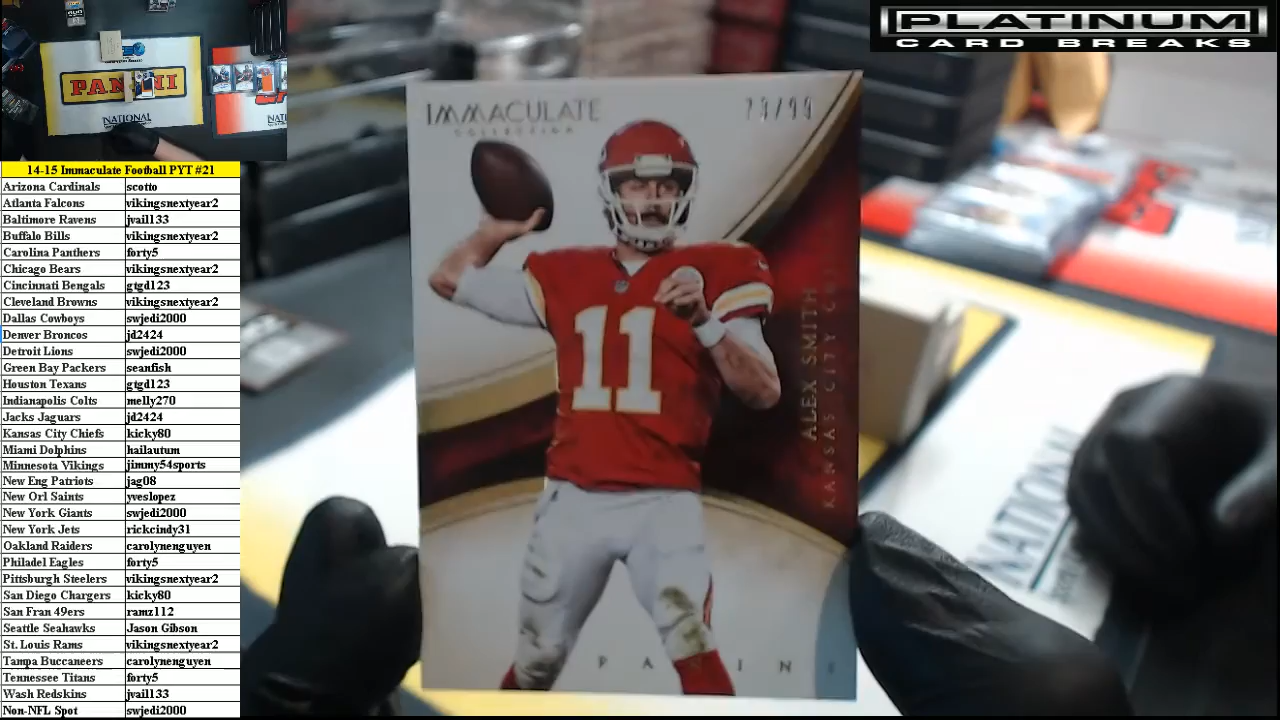 PLATINUM
CARD BREAKS
PANINI
NATIONAL
14-15 Immaculate Football PYT #21
Arizona Cardinals scotto
Atlanta Falcons vikingsnextyear2
Baltimore Ravens jvail133
Buffalo Bills vikingsnextyear2
Carolina Panthers forty5
Chicago Bears vikingsnextyear2
Cincinnati Bengals gtgd123
Cleveland Browns vikingsnextyear2
Dallas Cowboys swjedi2000
Denver Broncos jd2424
Detroit Lions swjedi2000
Green Bay Packers seanfish
Houston Texans gtgd123
Indianapolis Colts melly270
Jacks Jaguars jd2424
Kansas City Chiefs kicky80
Miami Dolphins hailautum
Minnesota Vikings jimmy54sports
New Eng Patriots jag08
New Orl Saints yveslopez
New York Giants swjedi2000
New York Jets rickcindy31
Oakland Raiders carolynenguyen
Philadel Eagles forty5
Pittsburgh Steelers vikingsnextyear2
San Diego Chargers kicky80
San Fran 49ers ramz112
Seattle Seahawks Jason Gibson
St. Louis Rams vikingsnextyear2
Tampa Buccaneers carolynenguyen
Tennessee Titans forty5
Wash Redskins jvail133
Non-NFL Spot swjedi2000
IMMACULATE
COLLECTION
79/99
11
ALEX SMITH
KANSAS CITY
PANINI
NATIONAL